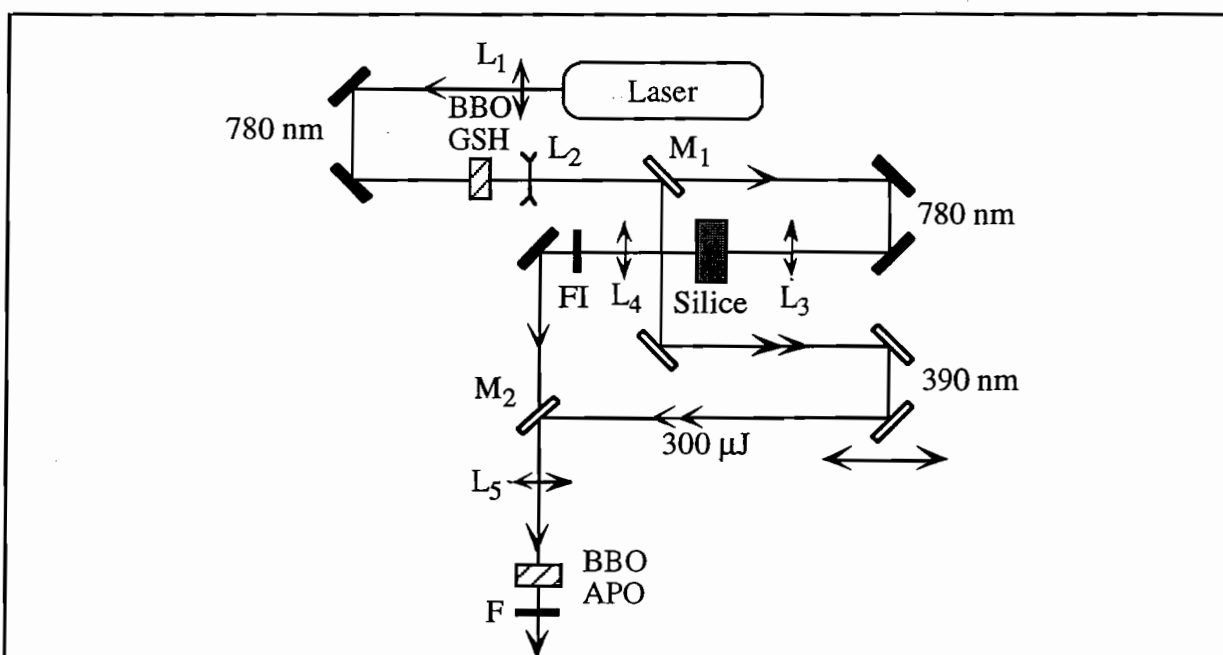 L1
Laser
BBO
GSH
780 nm
L2
M1
780 nm
FI
L4
Silice
L3
390 nm
M2
300 µJ
L5
BBO
APO
F